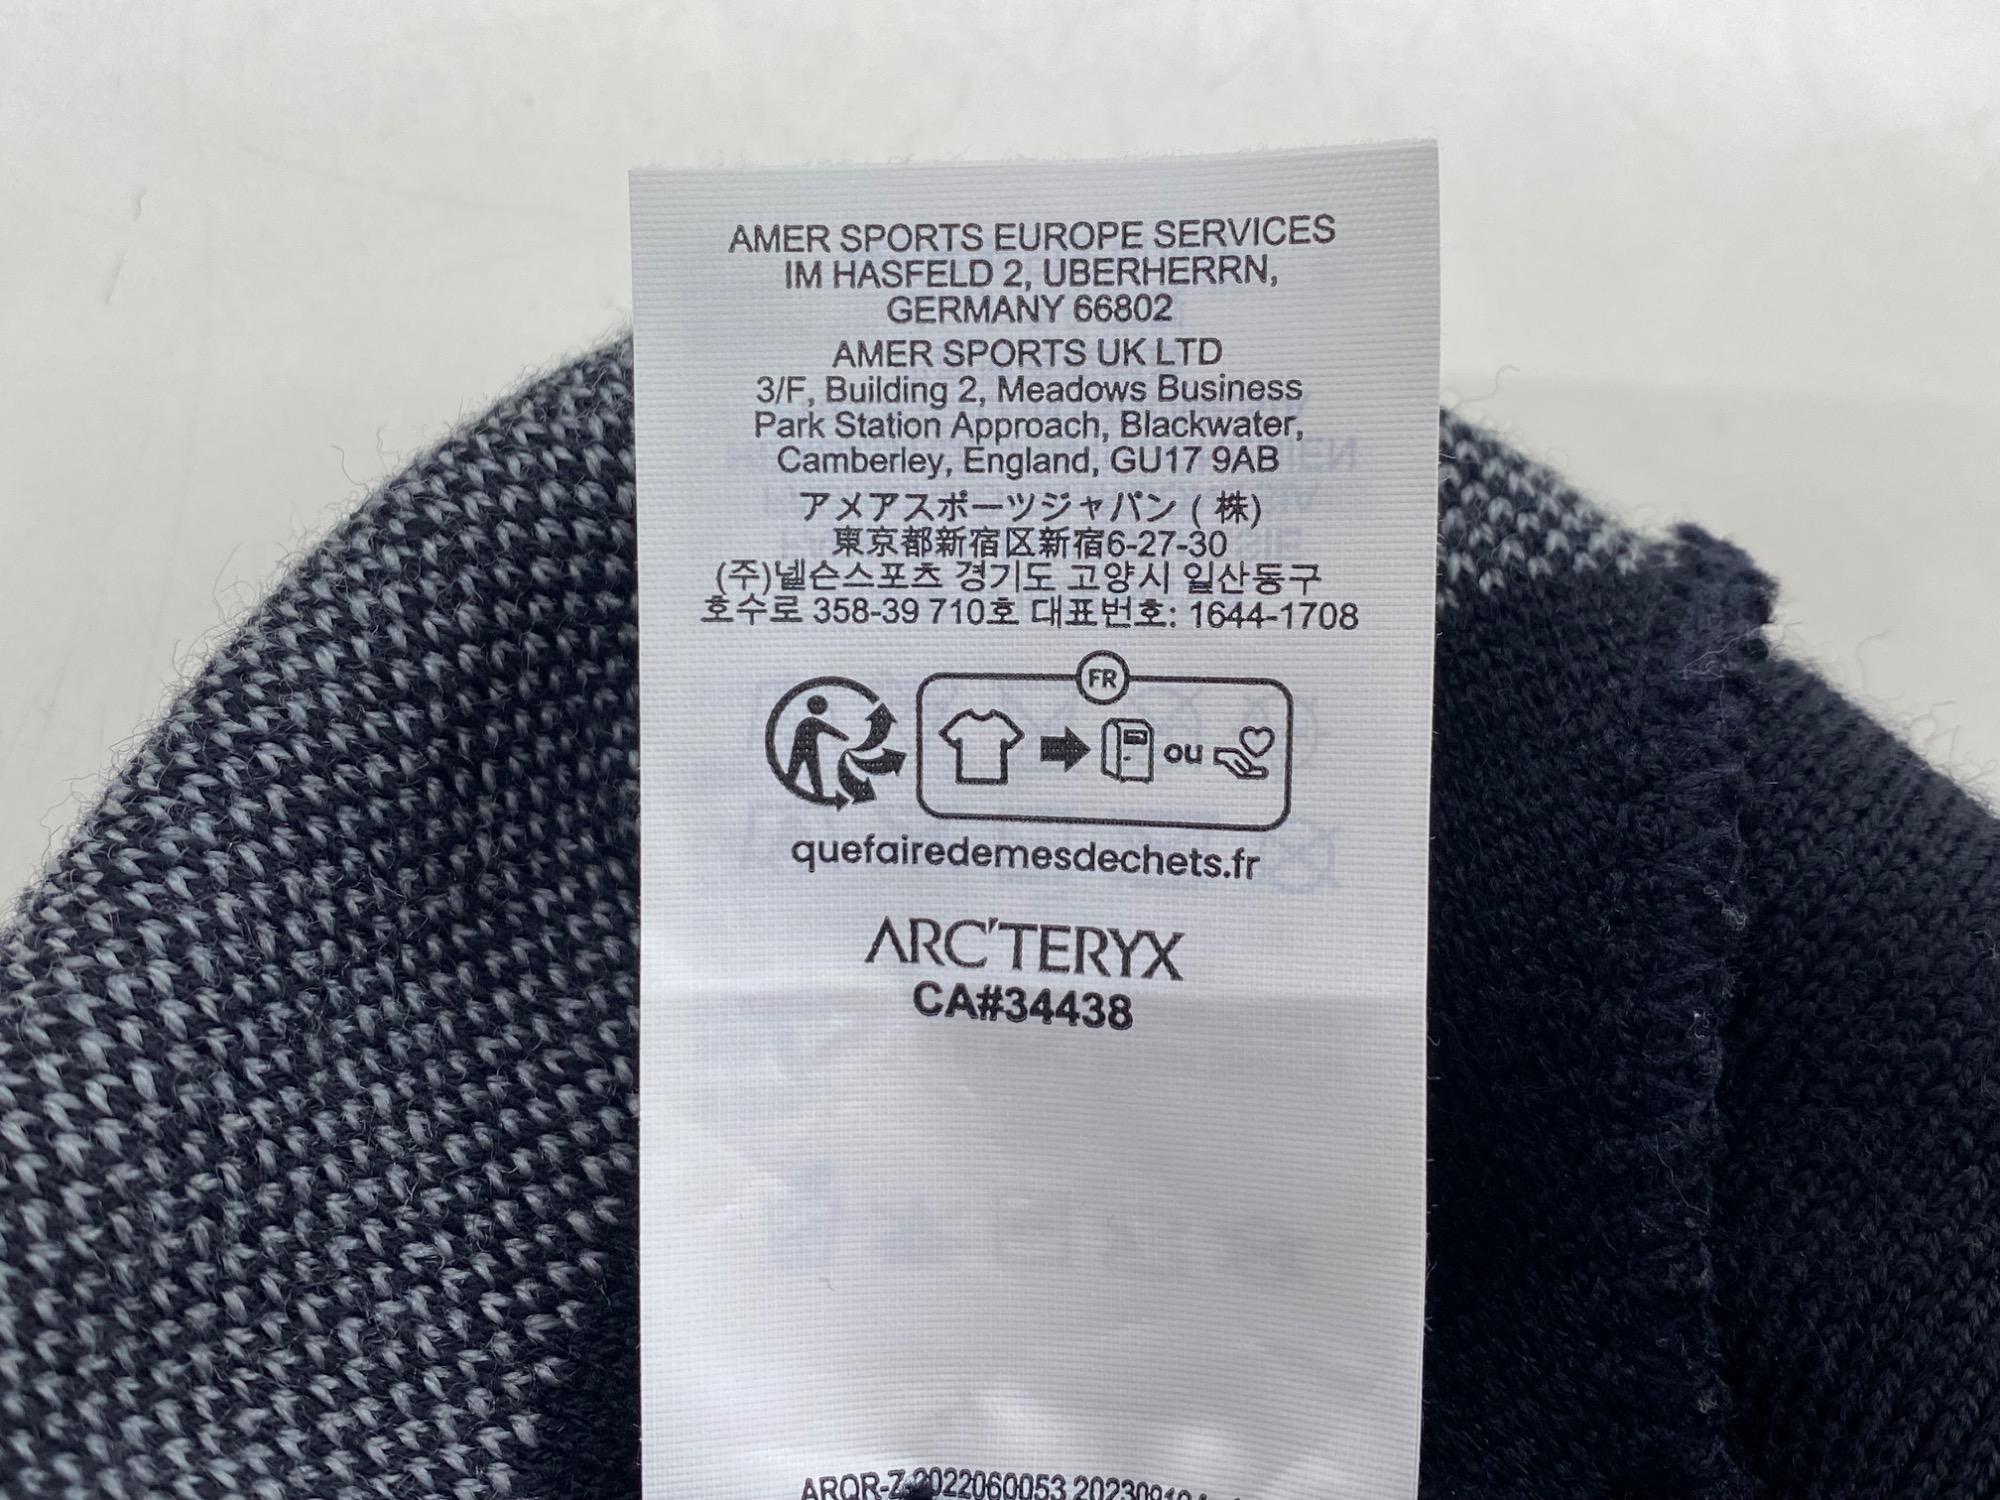 AMER SPORTS EUROPE SERVICES
IM HASFELD 2, UBERHERRN,
GERMANY 66802
AMER SPORTS UK LTD
3/F, Building 2, Meadows Business
Park Station Approach, Blackwater,
Camberley, England, GU17 9AB
アメアスポーツジャパン ( 株)
東京都新宿区新宿6-27-30
(주)넬슨스포츠 경기도 고양시 일산동구
호수로 358-39 710호 대표번호: 1644-1708
FR
ou
quefairedemesdechets.fr
ARC'TERYX
CA#34438
ARQR-Z 2022060053